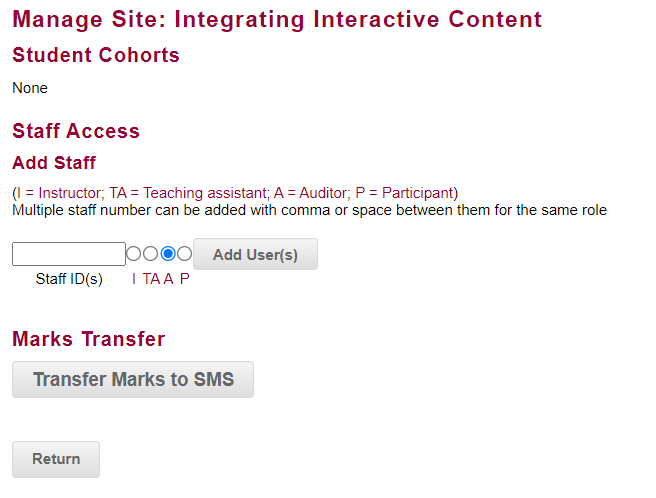 Manage Site: Integrating Interactive Content
Student Cohorts
None
Staff Access
Add Staff
(I = Instructor; TA = Teaching assistant; A = Auditor; P = Participant)
Multiple staff number can be added with comma or space between them for the same role
Add User(s)
Staff ID(s) I TA A P
Marks Transfer
Transfer Marks to SMS
Return